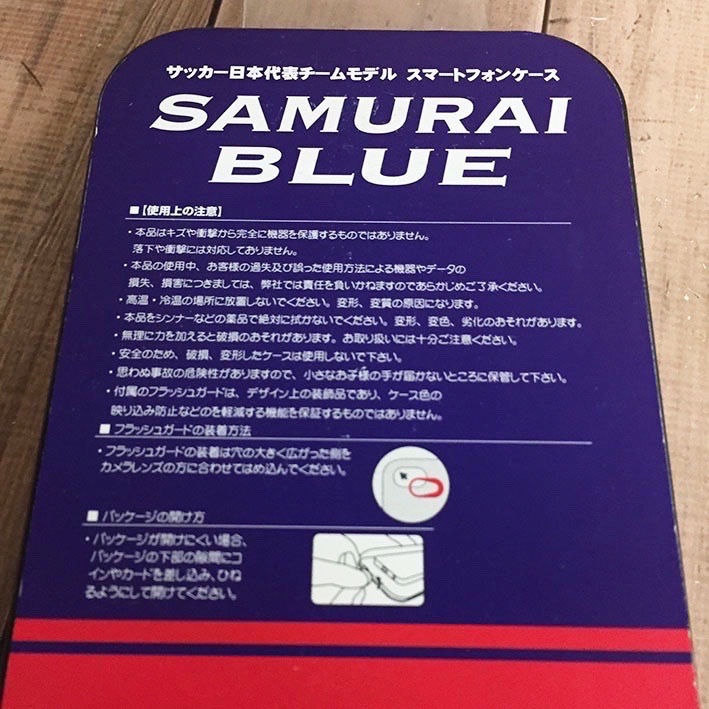 サッカー日本代表チームモデル スマートフォンケース
SAMURAI
BLUE
■【使用上の注意】
・本品はキズや衝撃から完全に機器を保護するものではありません。
落下や衝撃には対応しておりません。
・本品の使用中、お客様の過失及び誤った使用方法による機器やデータの
損失、損害につきましては、弊社では責任を負いかねますのであらかじめご了承ください。
・高温・冷温の場所に放置しないでください。変形、変質の原因になります。
・本品をシンナーなどの薬品で絶対に拭かないでください。変形、変色、劣化のおそれがあります。
・無理に力を加えると破損のおそれがあります。お取り扱いには十分ご注意ください。
・安全のため、破損、変形したケースは使用しないで下さい。
・思わぬ事故の危険性がありますので、小さなお子様の手が届かないところに保管して下さい。
・付属のフラッシュガードは、デザイン上の装飾品であり、ケース色の
映り込み防止などのを軽減する機能を保証するものではありません。
■ フラッシュガードの装着方法
・フラッシュガードの装着は穴の大きく広がった側を
カメラレンズの方に合わせてはめ込んでください。
■ パッケージの開け方
・パッケージが開けにくい場合、
パッケージの下部の隙間にコ
インやカードを差し込み、ひね
るようにして開けてください。